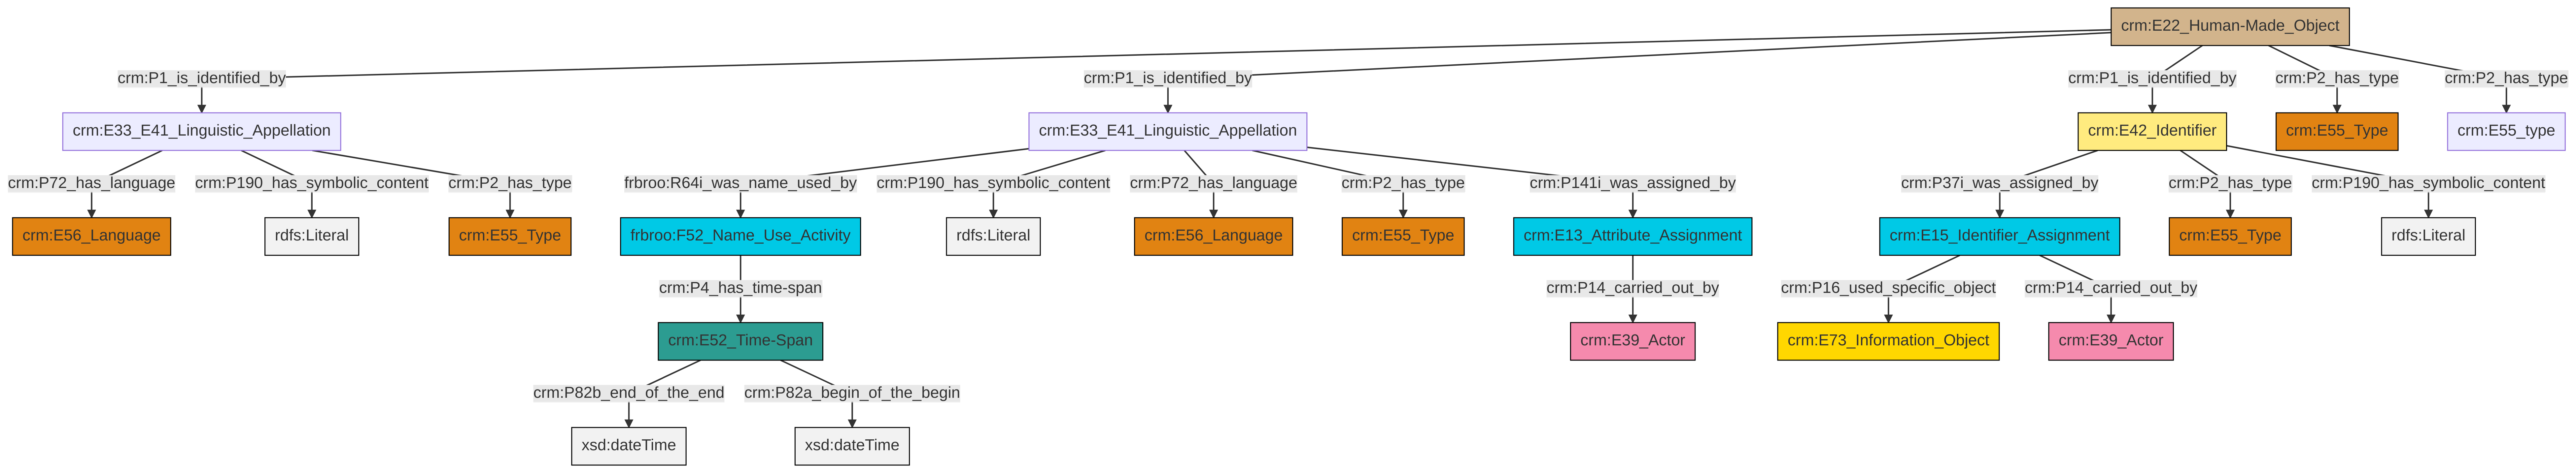 crm:E22_Human-Made_Object
crm:P1_is_identified_by
crm:P1_is_identified_by
crm:P1_is_identified_by
crm:P2_has_type
crm:P2_has_type
crm:E33_E41_Linguistic_Appellation
crm:E33_E41_Linguistic_Appellation
crm:E42_Identifier
crm:E55_Type
crm:E55_type
crm:P72_has_language
crm:P190_has_symbolic_content
crm:P2_has_type
frbroo:R64i_was_name_used_by
crm:P190_has_symbolic_content
crm:P72_has_language
crm:P2_has_type
crm:P141i_was_assigned_by
crm:P37i_was_assigned_by
crm:P2_has_type
crm:P190_has_symbolic_content
crm:E56_Language
rdfs:Literal
crm:E55_Type
frbroo:F52_Name_Use_Activity
rdfs:Literal
crm:E56_Language
crm:E55_Type
crm:E13_Attribute_Assignment
crm:E15_Identifier_Assignment
crm:E55_Type
rdfs:Literal
crm:P4_has_time-span
crm:P14_carried_out_by
crm:P16_used_specific_object
crm:P14_carried_out_by
crm:E52_Time-Span
crm:E39_Actor
crm:E73_Information_Object
crm:E39_Actor
crm:P82b_end_of_the_end
crm:P82a_begin_of_the_begin
xsd:dateTime
xsd:dateTime